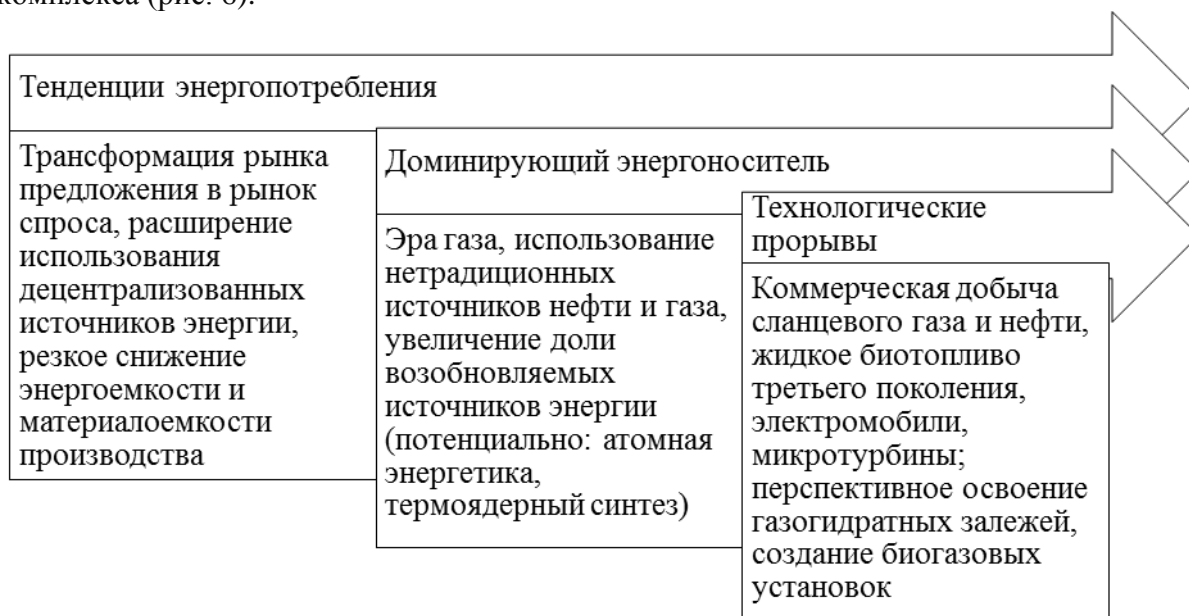 комплекса (рис. 6).
Тенденции энергопотребления
Трансформация рынка
предложения в рынок
спроса, расширение
использования
децентрализованных
источников энергии,
резкое снижение
энергоемкости и
материалоемкости
производства
Доминирующий энергоноситель
Эра газа, использование
нетрадиционных
источников нефти и газа,
увеличение доли
возобновляемых
источников энергии
(потенциально: атомная
энергетика,
термоядерный синтез)
Технологические
прорывы
Коммерческая добыча
сланцевого газа и нефти,
жидкое биотопливо
третьего поколения,
электромобили,
микротурбины;
перспективное освоение
газогидратных залежей,
создание биогазовых
установок